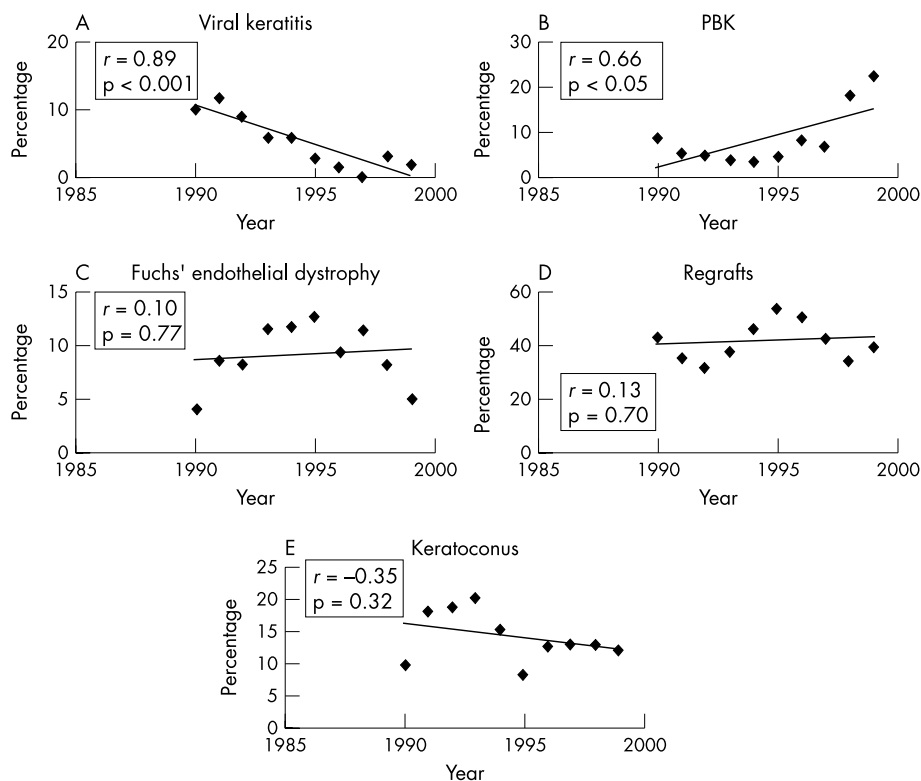 A Viral keratitis
20
10
0
Percentage
r = 0.89
p < 0.001
1985 1990 1995 2000
Year
B PBK
30
20
10
0
Percentage
r = 0.66
p < 0.05
1985 1990 1995 2000
Year
C Fuchs' endothelial dystrophy
15
10
5
0
Percentage
r = 0.10
p = 0.77
1985 1990 1995 2000
Year
D Regrafts
60
40
20
0
Percentage
r = 0.13
p = 0.70
1985 1990 1995 2000
Year
E Keratoconus
25
20
15
10
5
0
Percentage
r = –0.35
p = 0.32
1985 1990 1995 2000
Year